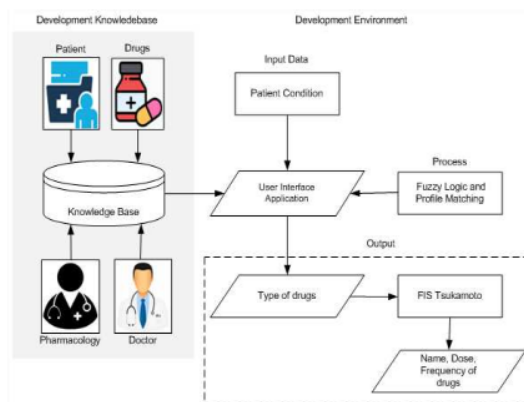 Development Knowledebase
Development Environment
Patient
Drugs
Input Data
Patient Condition
Process
Knowledge Base
User Interface
Application
Fuzzy Logic and
Profile Matching
Output
Type of drugs
FIS Tsukamoto
Pharmacology
Doctor
Name, Dose,
Frequency of
drugs